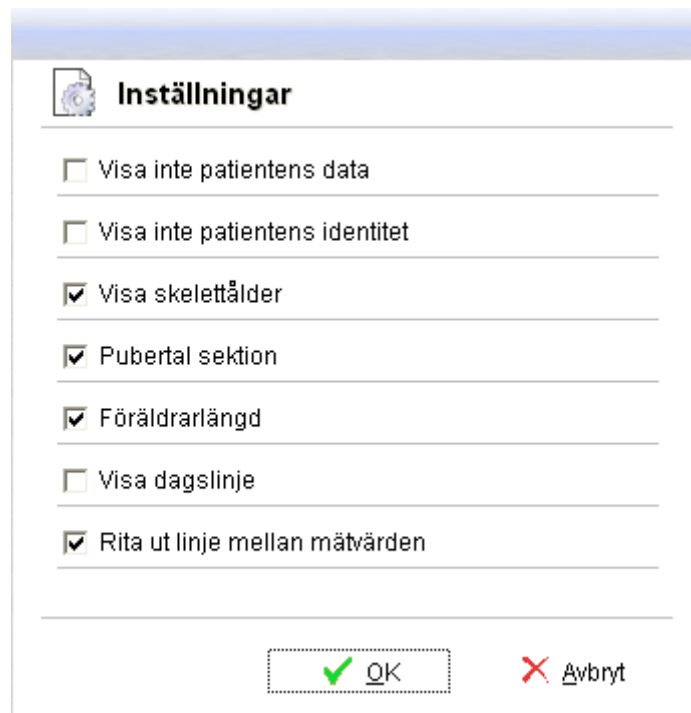 Inställningar
Visa inte patientens data
Visa inte patientens identitet
Visa skelettålder
Pubertal sektion
Föräldrarlängd
Visa dagslinje
Rita ut linje mellan mätvärden
OK Avbryt